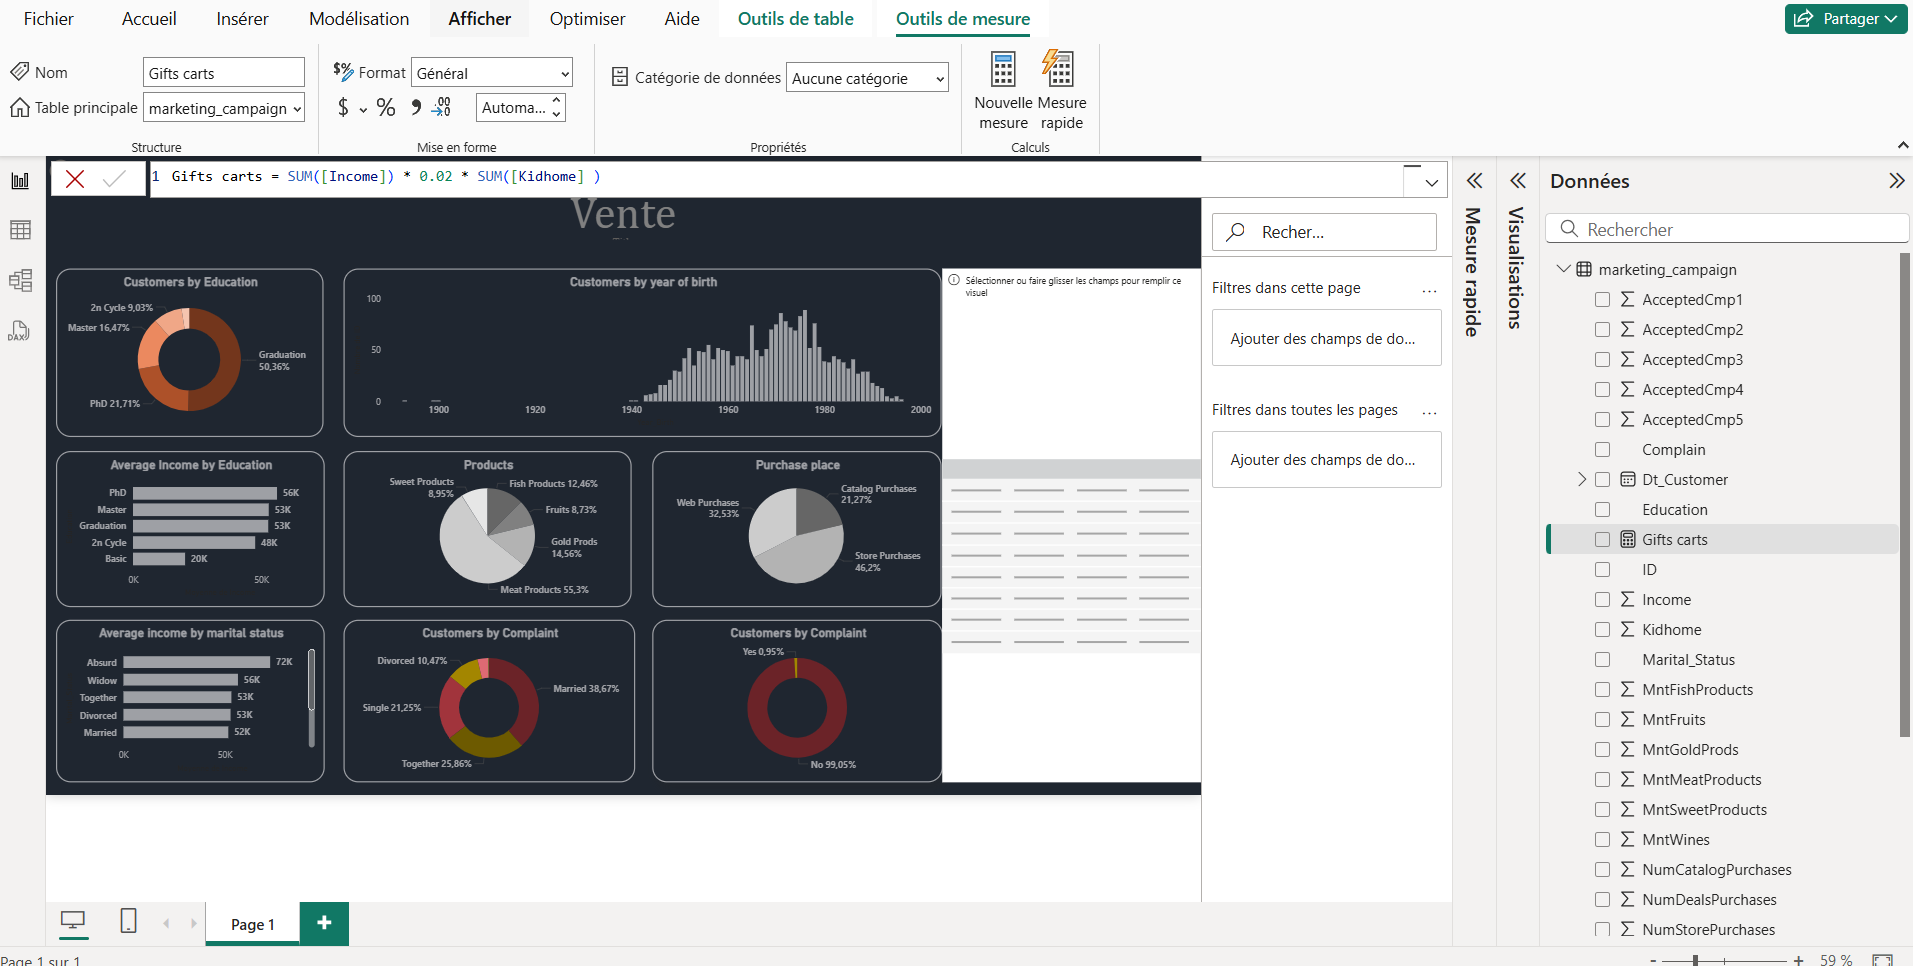 Fichier Accueil Insérer Modélisation Afficher Optimiser Aide Outils de table Outils de mesure Partager
Nom Gifts carts
Table principale marketing_campaign
Structure
$% Format Général
$ % 9 .00 →0 Automa...
Mise en forme
Catégorie de données Aucune catégorie
Propriétés
Nouvelle mesure
Mesure rapide
Calculs
1 Gifts carts = SUM([Income]) * 0.02 * SUM([Kidhome] )
Vente
Customers by Education
2n Cycle 9,03%
Master 16,47%
Graduation
50,36%
PhD 21,71%
Customers by year of birth
100
50
0
1900 1920 1940 1960 1980 2000
Sélectionner ou faire glisser les champs pour remplir ce
visuel
Average Income by Education
PhD 56K
Master 53K
Graduation 53K
2n Cycle 48K
Basic 20K
0K 50K
Products
Sweet Products
8,95%
Fish Products 12,46%
Fruits 8,73%
Gold Prods
14,56%
Meat Products 55,3%
Purchase place
Web Purchases
32,53%
Catalog Purchases
21,27%
Store Purchases
46,2%
Average income by marital status
Absurd 72K
Widow 56K
Together 53K
Divorced 53K
Married 52K
0K 50K
Customers by Complaint
Divorced 10,47%
Married 38,67%
Single 21,25%
Together 25,86%
Customers by Complaint
Yes 0,95%
No 99,05%
Recher...
Filtres dans cette page ...
Ajouter des champs de do...
Filtres dans toutes les pages ...
Ajouter des champs de do...
Mesure rapide
Visualisations
Données
Rechercher
marketing_campaign
AcceptedCmp1
AcceptedCmp2
AcceptedCmp3
AcceptedCmp4
AcceptedCmp5
Complain
Dt_Customer
Education
Gifts carts
ID
Income
Kidhome
Marital_Status
MntFishProducts
MntFruits
MntGoldProds
MntMeatProducts
MntSweetProducts
MntWines
NumCatalogPurchases
NumDealsPurchases
NumStorePurchases
DAX
Page 1
Page 1 sur 1
- + 59 %